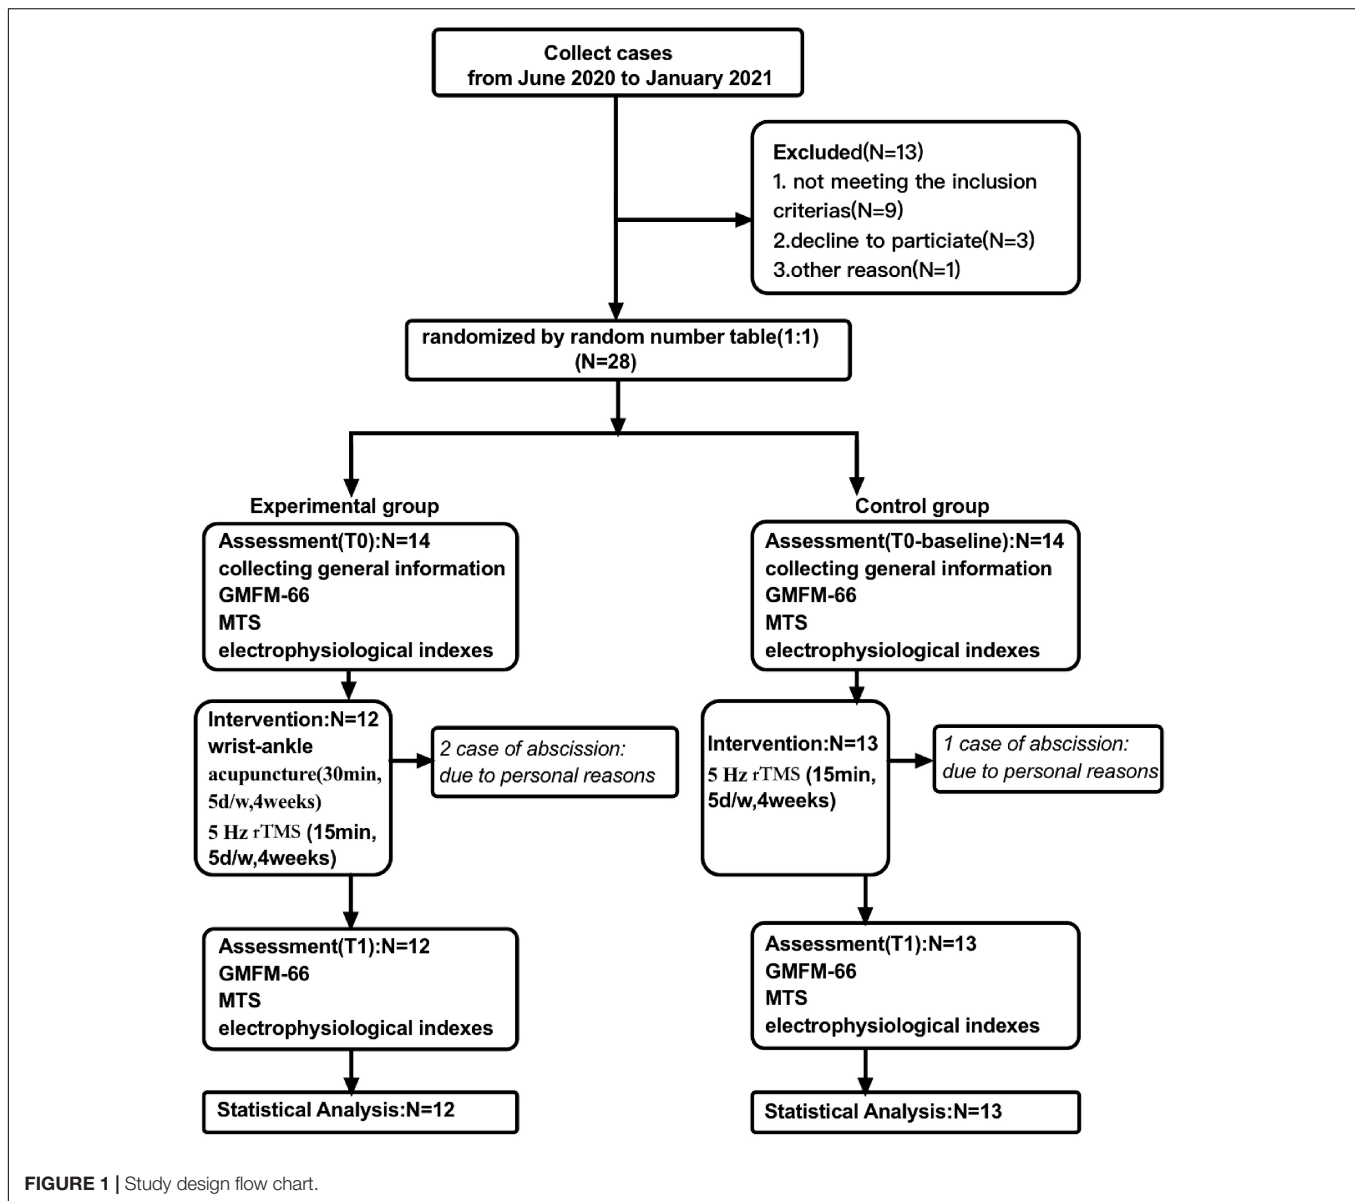 Collect cases
from June 2020 to January 2021
Excluded(N=13)
1. not meeting the inclusion
criterias(N=9)
2.decline to particiate(N=3)
3.other reason(N=1)
randomized by random number table(1:1)
(N=28)
Experimental group
Assessment(T0):N=14
collecting general information
GMFM-66
MTS
electrophysiological indexes
Intervention:N=12
wrist-ankle
acupuncture(30min,
5d/w,4weeks)
5 Hz rTMS (15min,
5d/w,4weeks)
2 case of abscission:
due to personal reasons
Assessment(T1):N=12
GMFM-66
MTS
electrophysiological indexes
Statistical Analysis:N=12
Control group
Assessment(T0-baseline):N=14
collecting general information
GMFM-66
MTS
electrophysiological indexes
Intervention:N=13
5 Hz rTMS (15min,
5d/w,4weeks)
1 case of abscission:
due to personal reasons
Assessment(T1):N=13
GMFM-66
MTS
electrophysiological indexes
Statistical Analysis:N=13
FIGURE 1 | Study design flow chart.